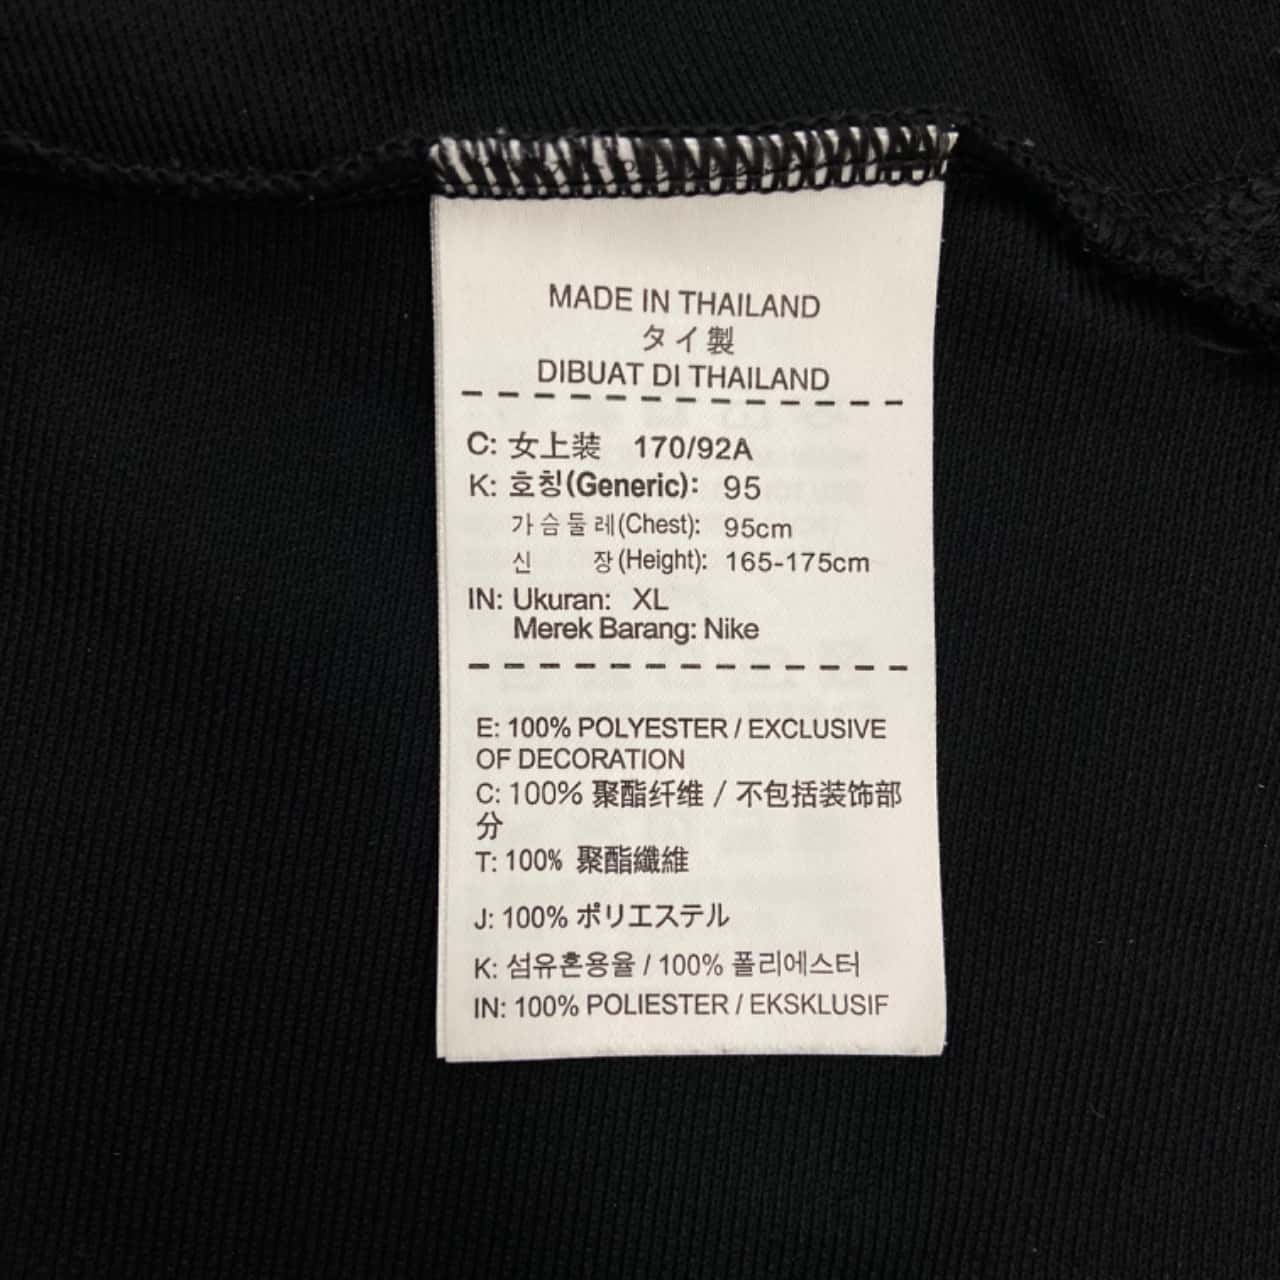 MADE IN THAILAND
タイ製
DIBUAT DI THAILAND
C: 女上装 170/92A
K: 호칭(Generic): 95
가슴둘레(Chest): 95cm
신 장(Height): 165-175cm
IN: Ukuran: XL
Merek Barang: Nike
E: 100% POLYESTER / EXCLUSIVE
OF DECORATION
C: 100% 聚酯纤维 / 不包括装饰部
分
T: 100% 聚酯纖維
J: 100% ポリエステル
K: 섬유혼용율 / 100% 폴리에스터
IN: 100% POLIESTER / EKSKLUSIF